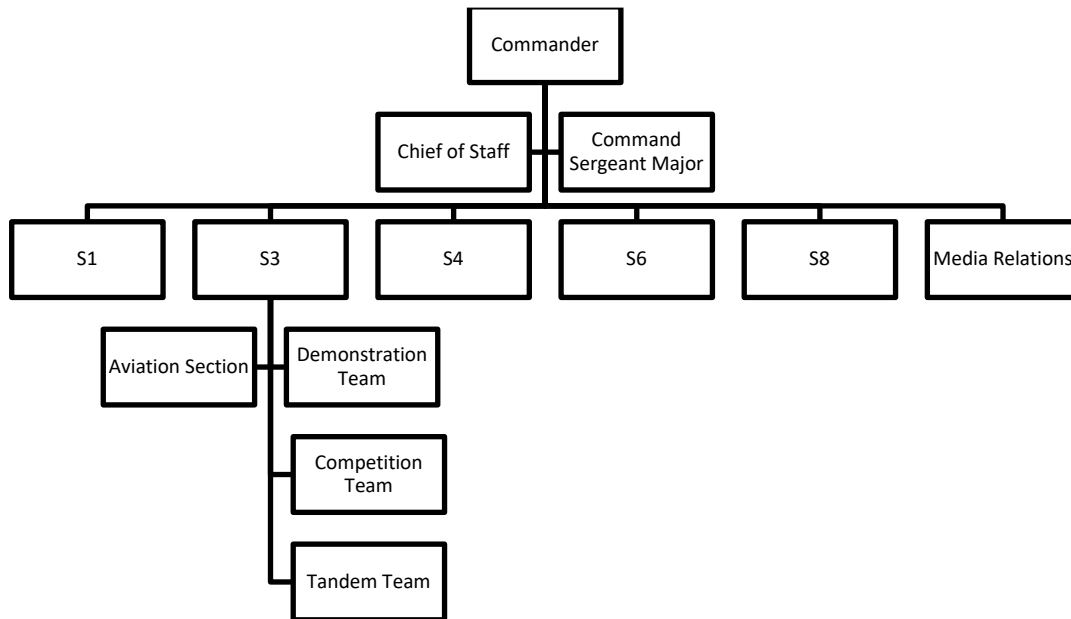 Commander
Chief of Staff
Command
Sergeant Major
S1
S3
S4
S6
S8
Media Relations
Aviation Section
Demonstration
Team
Competition
Team
Tandem Team